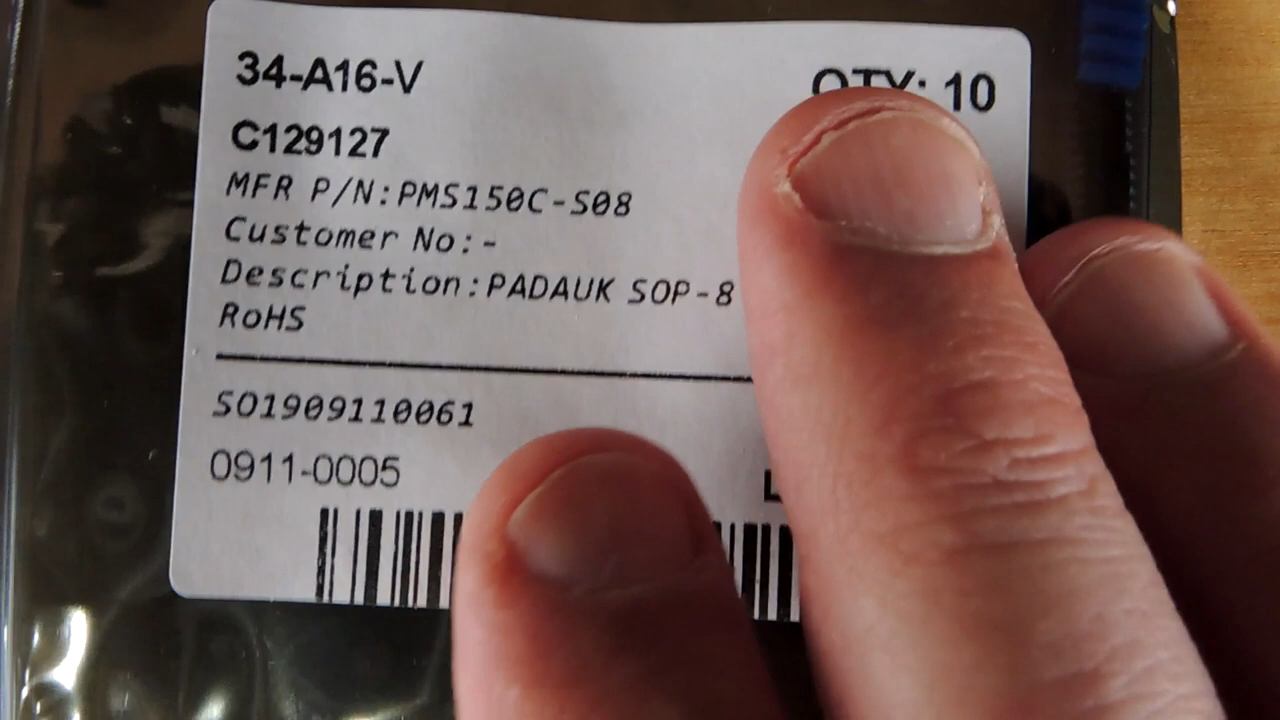 34-A16-V QTY: 10
C129127
MFR P/N:PMS150C-S08
Customer No:-
Description:PADAUK SOP-8
RoHS
SO1909110061
0911-0005